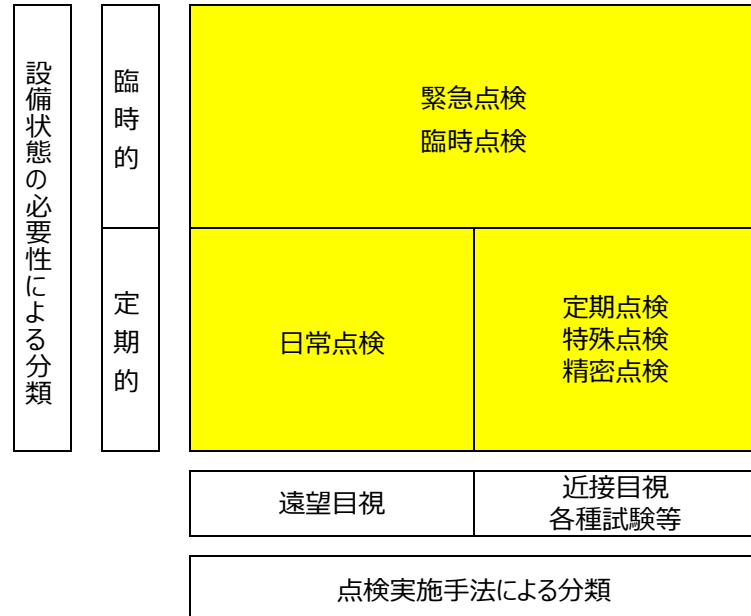 設備状態の必要性による分類
臨時的
緊急点検
臨時点検
定期的
日常点検
定期点検
特殊点検
精密点検
遠望目視
近接目視
各種試験等
点検実施手法による分類